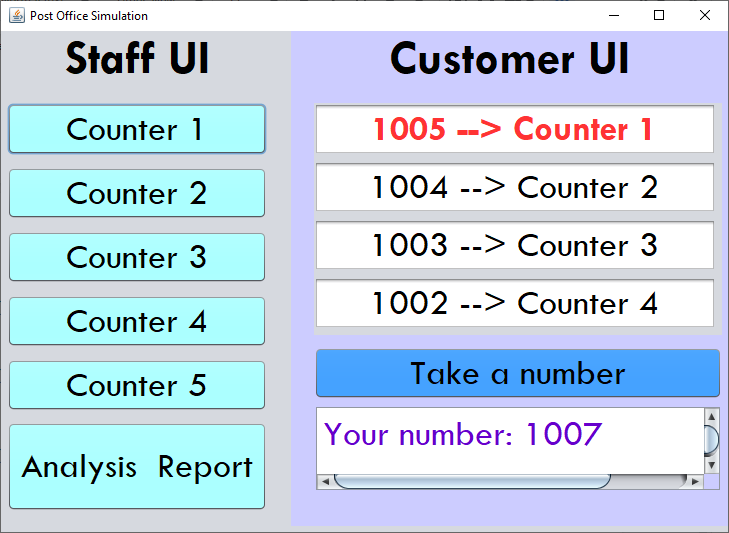 Post Office Simulation
Staff UI
Counter 1
Counter 2
Counter 3
Counter 4
Counter 5
Analysis Report
Customer UI
1005 --> Counter 1
1004 --> Counter 2
1003 --> Counter 3
1002 --> Counter 4
Take a number
Your number: 1007